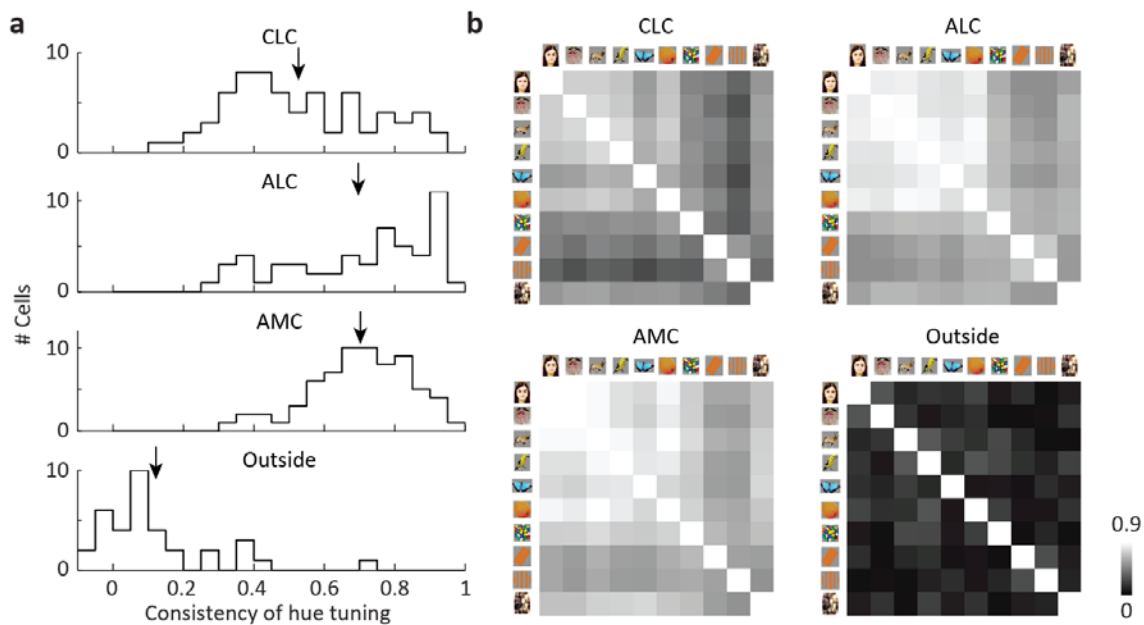 a
CLC
10
0
ALC
10
0
AMC
10
0
Outside
10
0
0 0.2 0.4 0.6 0.8 1
Consistency of hue tuning
# Cells
b
CLC
ALC
AMC
Outside
0.9
0